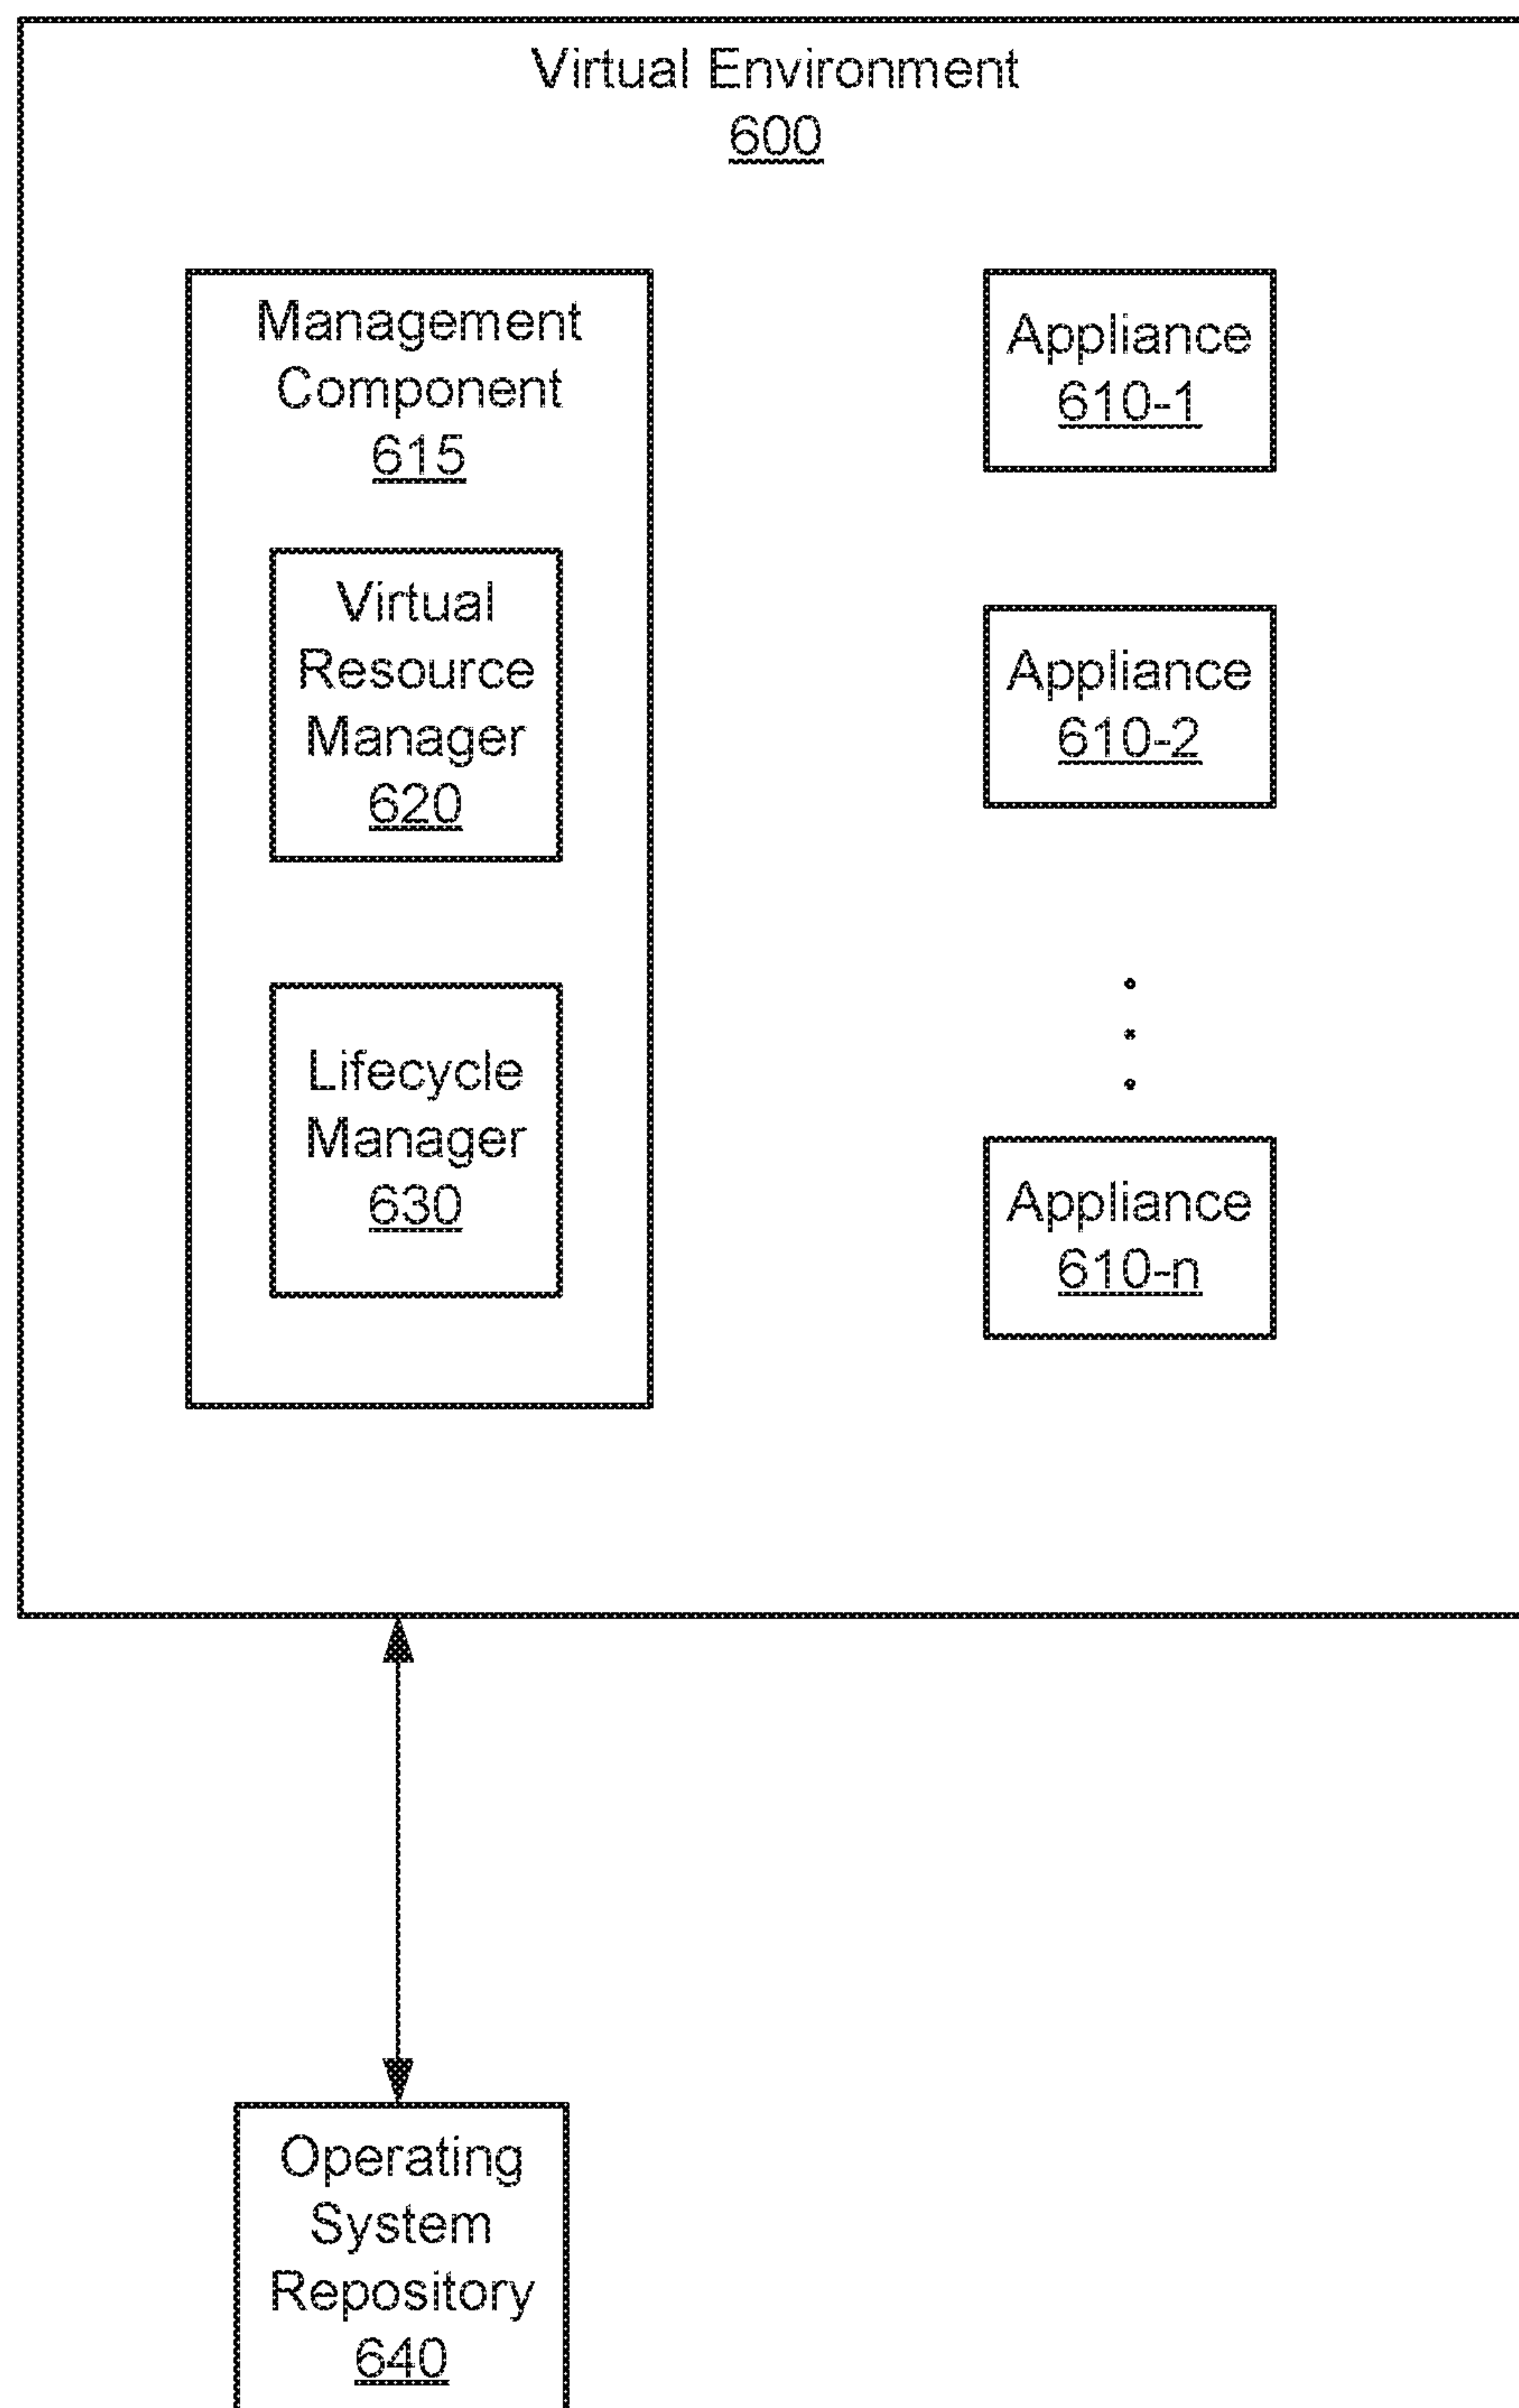 Virtual Environment
600
Management
Component
615
Virtual
Resource
Manager
620
Lifecycle
Manager
630
Appliance
610-1
Appliance
610-2
Appliance
610-n
Operating
System
Repository
640